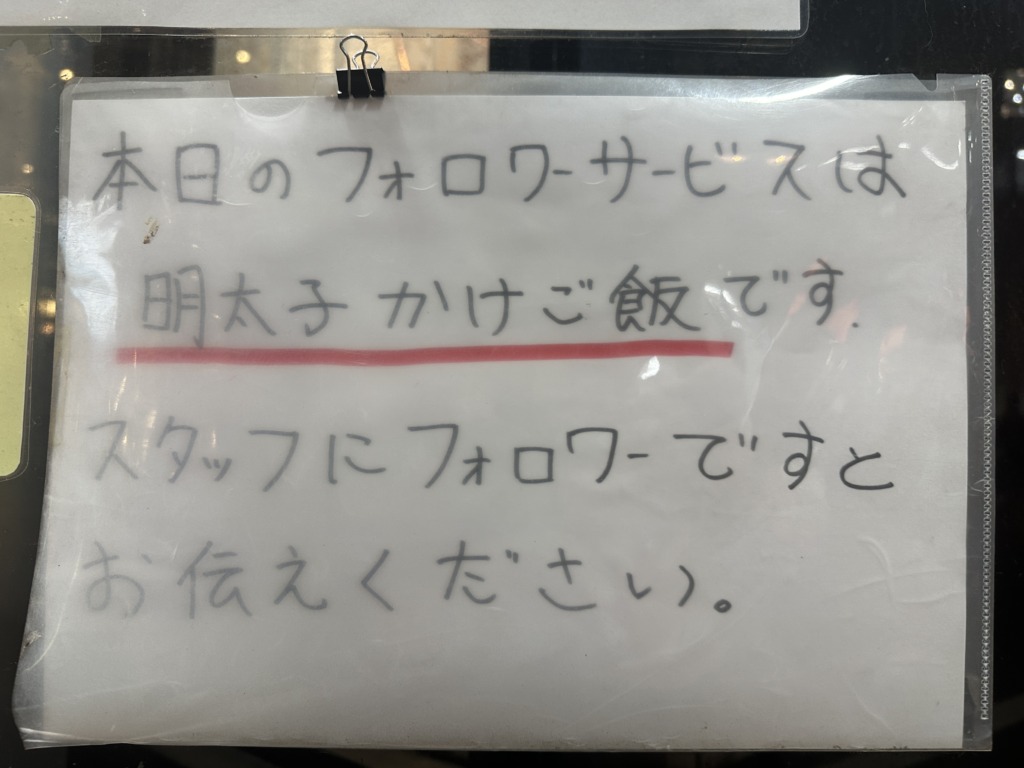 本日のフォロワーサービスは
明太子かけご飯です.
スタッフにフォロワーですと
お伝えください。